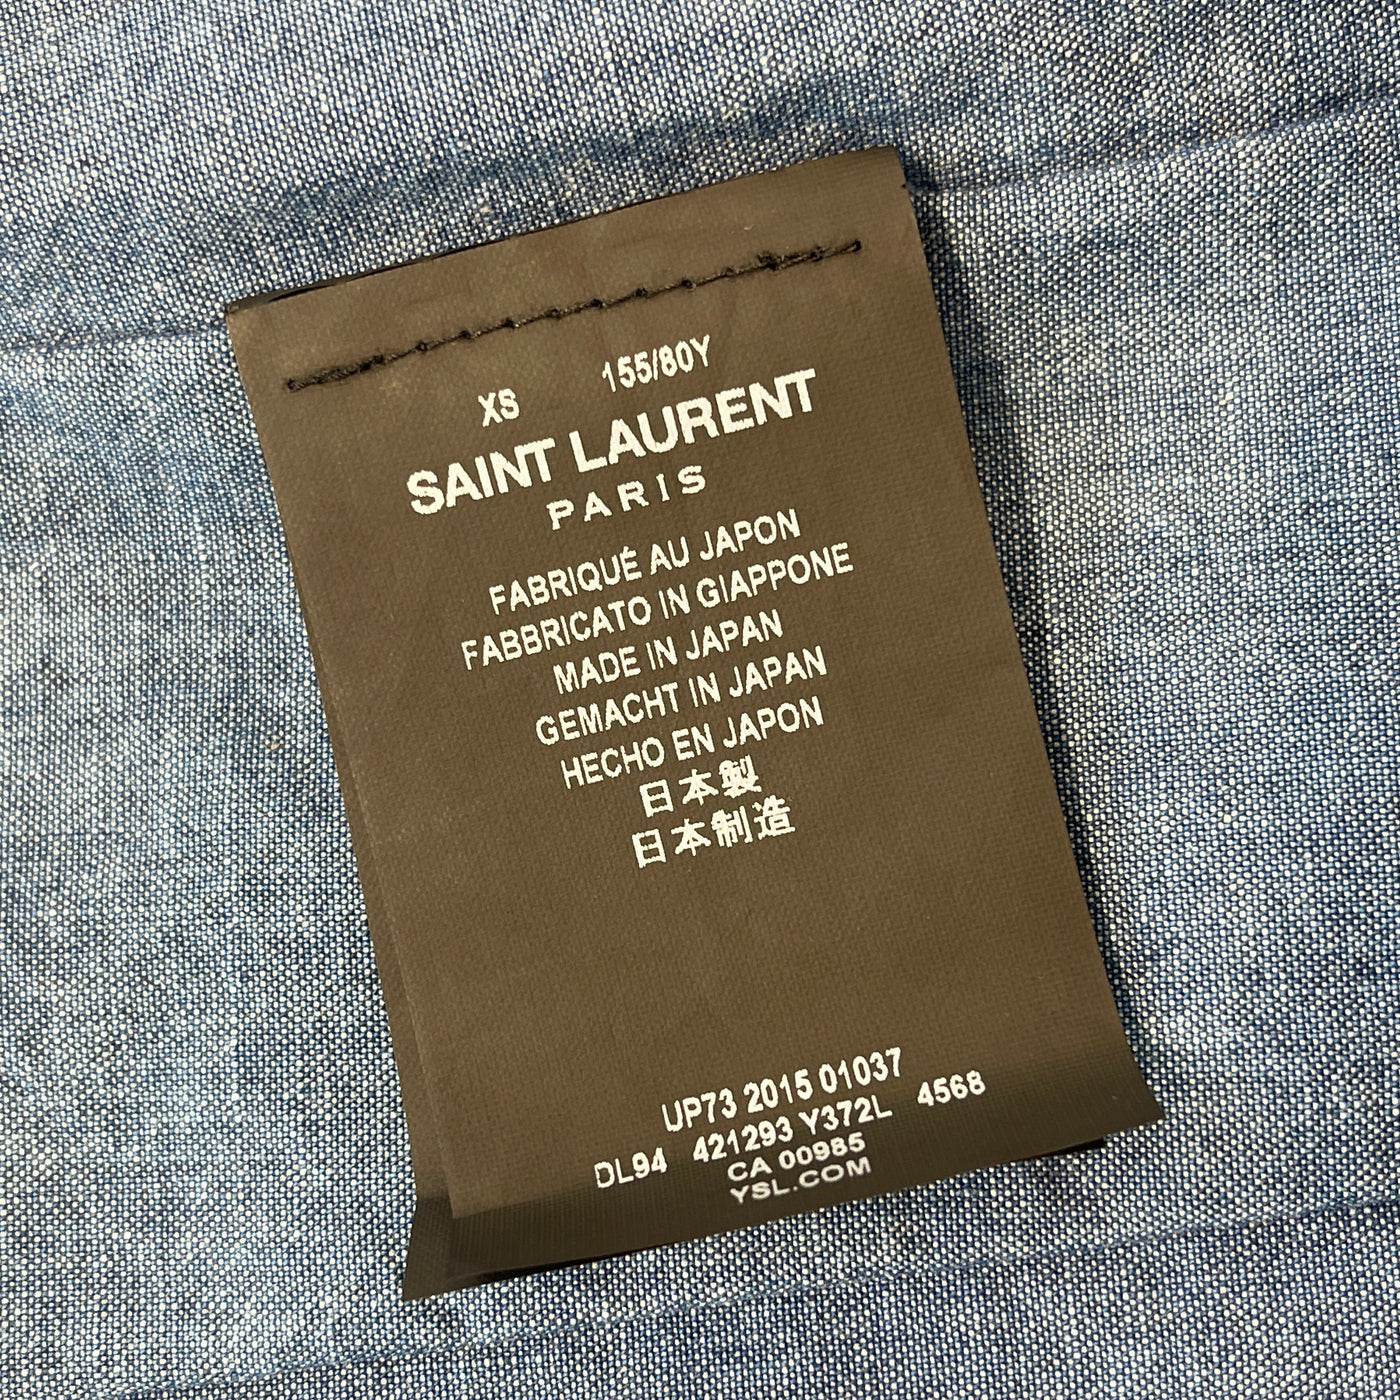 XS 155/80Y
SAINT LAURENT
PARIS
FABRIQUÉ AU JAPON
FABBRICATO IN GIAPPONE
MADE IN JAPAN
GEMACHT IN JAPAN
HECHO EN JAPON
日本製
日本制造
UP73 2015 01037
DL94 421293 Y372L 4568
CA 00985
YSL.COM